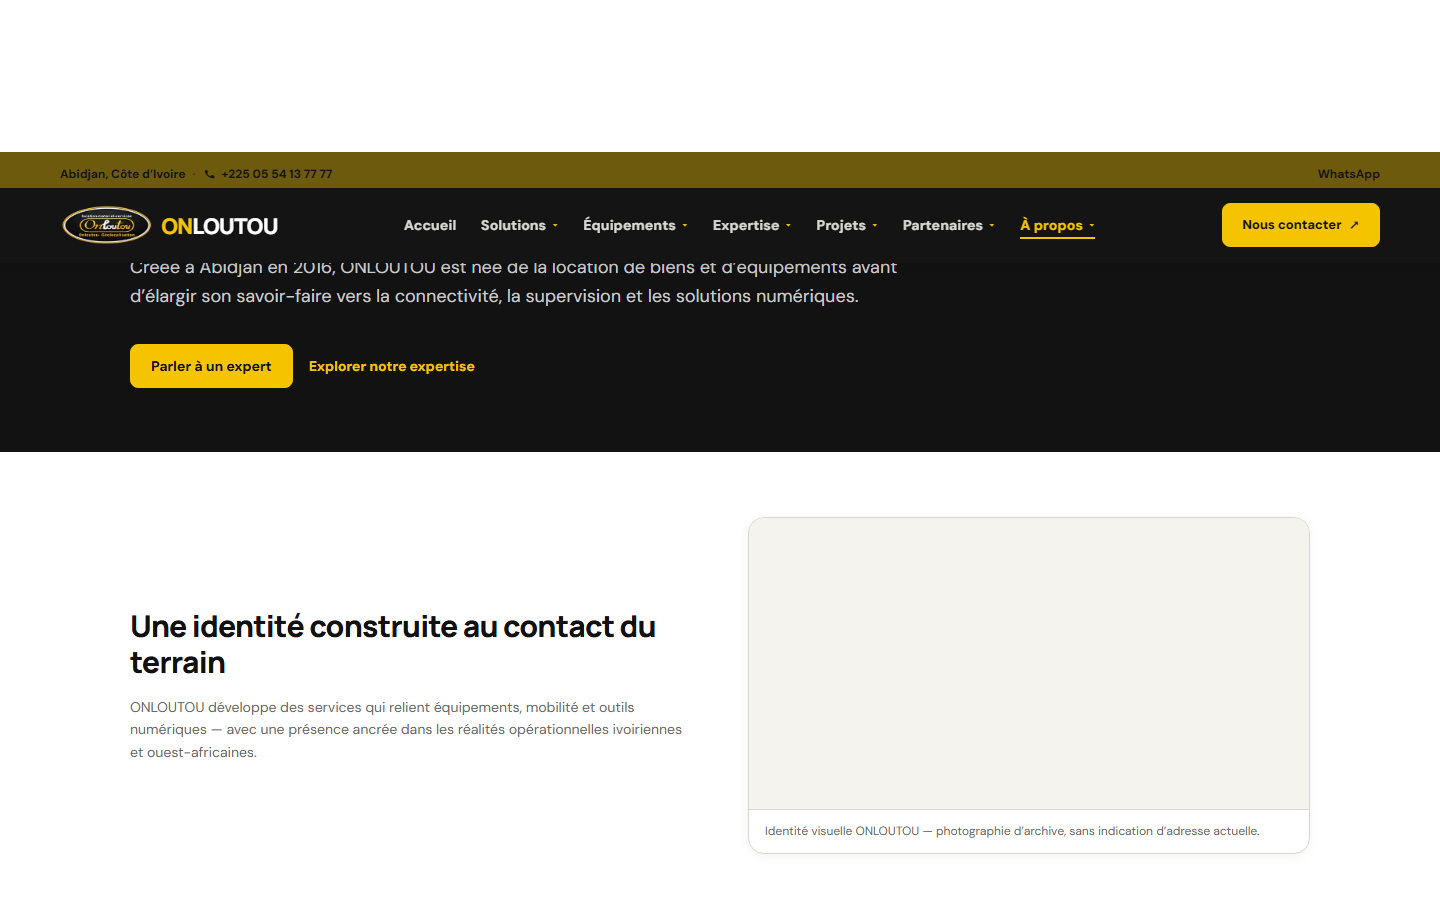 Abidjan, Côte d’Ivoire · +225 05 54 13 77 77
WhatsApp
OnLoutou
ONLOUTOU
Accueil
Solutions
Équipements
Expertise
Projets
Partenaires
À propos
Nous contacter ↗
Créée à Abidjan en 2016, ONLOUTOU est née de la location de biens et d’équipements avant
d’élargir son savoir-faire vers la connectivité, la supervision et les solutions numériques.
Parler à un expert
Explorer notre expertise
Une identité construite au contact du
terrain
ONLOUTOU développe des services qui relient équipements, mobilité et outils
numériques — avec une présence ancrée dans les réalités opérationnelles ivoiriennes
et ouest-africaines.
Identité visuelle ONLOUTOU — photographie d’archive, sans indication d’adresse actuelle.